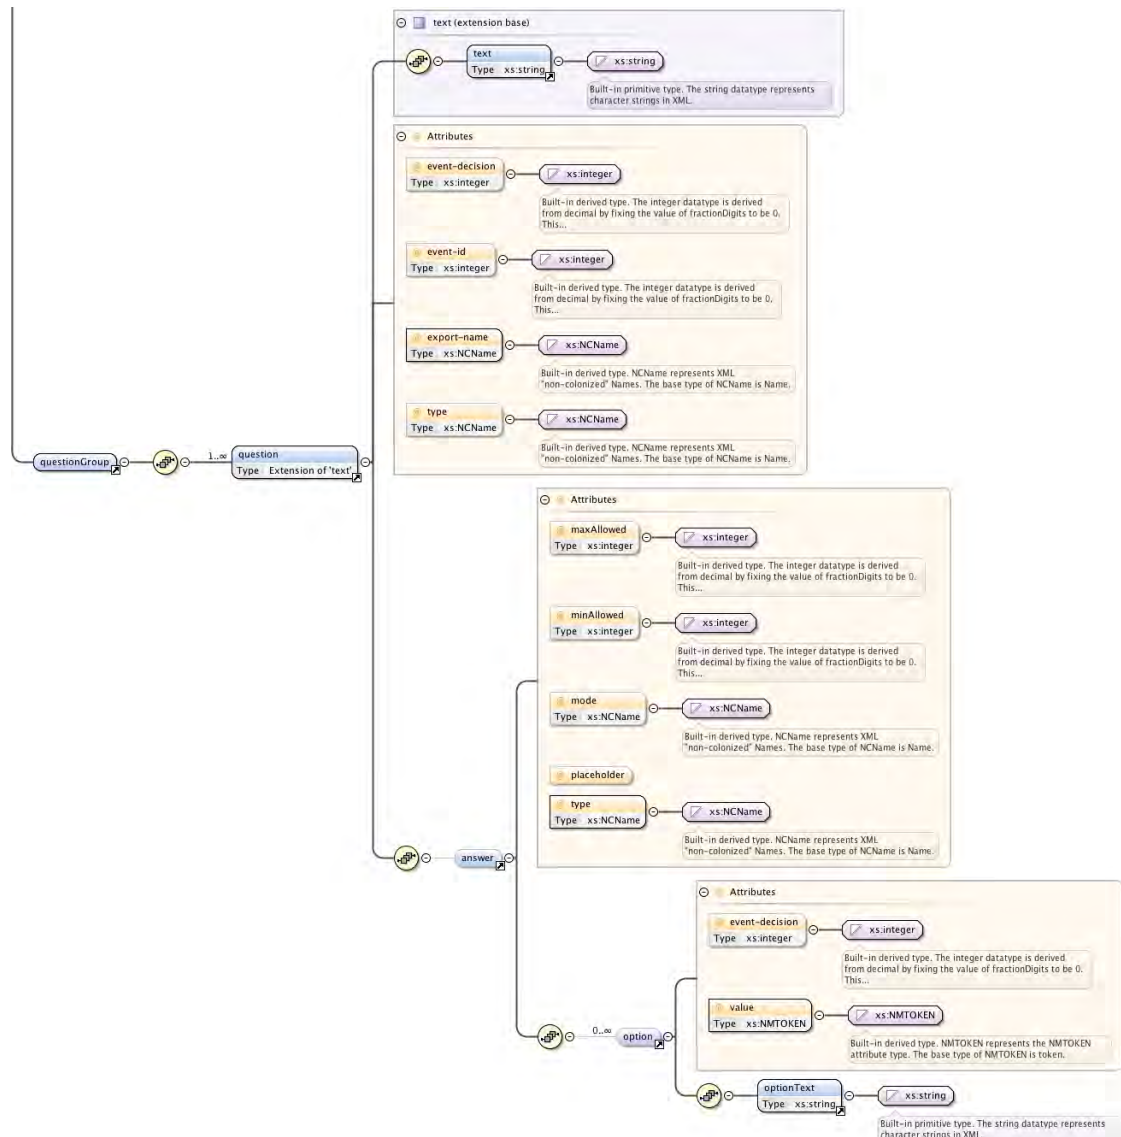 text (extension base)
text
Type xs:string
xs:string
Built-in primitive type. The string datatype represents
character strings in XML.
Attributes
event-decision
Type xs:integer
xs:integer
Built-in derived type. The integer datatype is derived
from decimal by fixing the value of fractionDigits to be 0.
This...
event-id
Type xs:integer
xs:integer
Built-in derived type. The integer datatype is derived
from decimal by fixing the value of fractionDigits to be 0.
This...
export-name
Type xs:NCName
xs:NCName
Built-in derived type. NCName represents XML
"non-colonized" Names. The base type of NCName is Name.
type
Type xs:NCName
xs:NCName
Built-in derived type. NCName represents XML
"non-colonized" Names. The base type of NCName is Name.
questionGroup
1..∞
question
Type Extension of 'text'
Attributes
maxAllowed
Type xs:integer
xs:integer
Built-in derived type. The integer datatype is derived
from decimal by fixing the value of fractionDigits to be 0.
This...
minAllowed
Type xs:integer
xs:integer
Built-in derived type. The integer datatype is derived
from decimal by fixing the value of fractionDigits to be 0.
This...
mode
Type xs:NCName
xs:NCName
Built-in derived type. NCName represents XML
"non-colonized" Names. The base type of NCName is Name.
placeholder
type
Type xs:NCName
xs:NCName
Built-in derived type. NCName represents XML
"non-colonized" Names. The base type of NCName is Name.
answer
Attributes
event-decision
Type xs:integer
xs:integer
Built-in derived type. The integer datatype is derived
from decimal by fixing the value of fractionDigits to be 0.
This...
value
Type xs:NMTOKEN
xs:NMTOKEN
Built-in derived type. NMTOKEN represents the NMTOKEN
attribute type. The base type of NMTOKEN is token.
0..∞
option
optionText
Type xs:string
xs:string
Built-in primitive type. The string datatype represents
character strings in XML